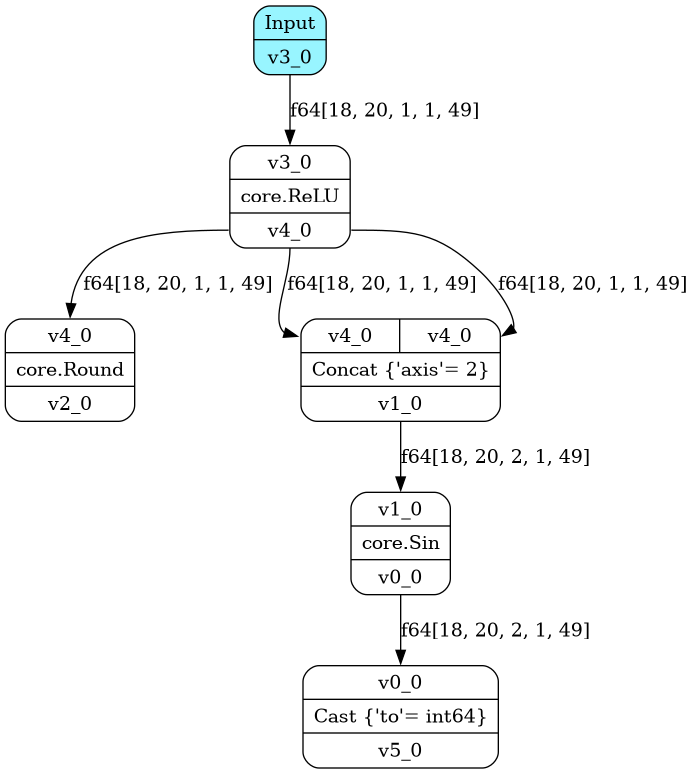 Input
v3_0
f64[18, 20, 1, 1, 49]
v3_0
core.ReLU
v4_0
f64[18, 20, 1, 1, 49]
f64[18, 20, 1, 1, 49]
f64[18, 20, 1, 1, 49]
v4_0
core.Round
v2_0
v4_0
v4_0
Concat {'axis'= 2}
v1_0
f64[18, 20, 2, 1, 49]
v1_0
core.Sin
v0_0
f64[18, 20, 2, 1, 49]
v0_0
Cast {'to'= int64}
v5_0